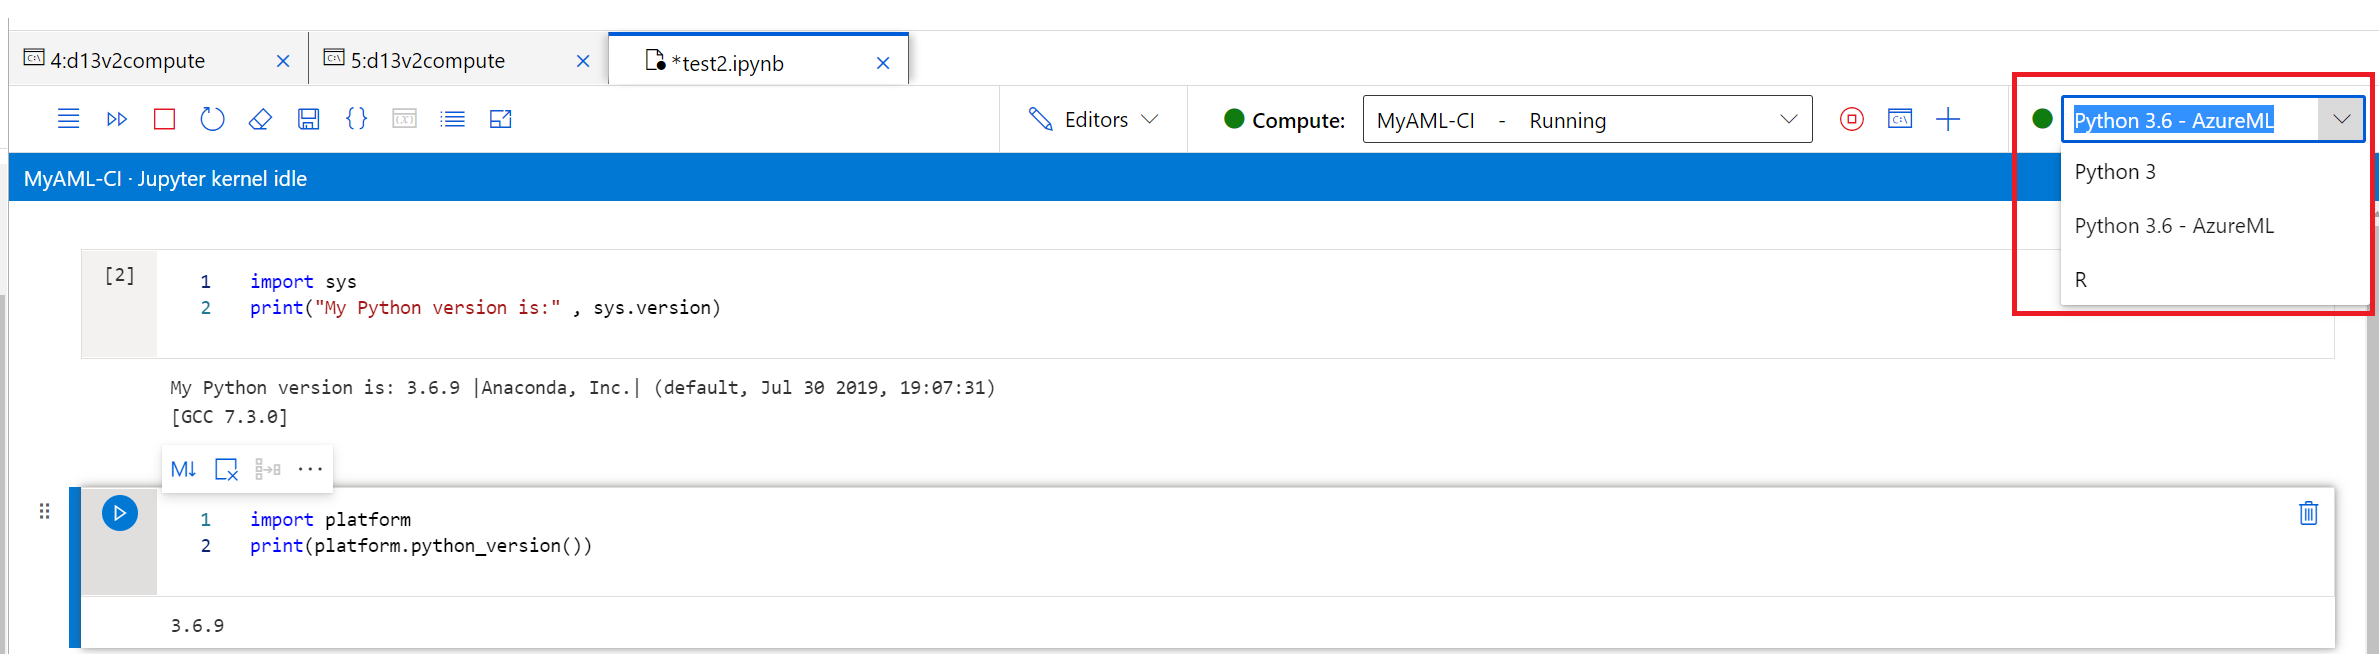 4:d13v2compute
5:d13v2compute
*test2.ipynb
Editors
Compute: MyAML-CI - Running
Python 3.6 - AzureML
MyAML-CI · Jupyter kernel idle
Python 3
Python 3.6 - AzureML
R
[2]
1 import sys
2 print("My Python version is:" , sys.version)
My Python version is: 3.6.9 |Anaconda, Inc.| (default, Jul 30 2019, 19:07:31)
[GCC 7.3.0]
M↓
1 import platform
2 print(platform.python_version())
3.6.9